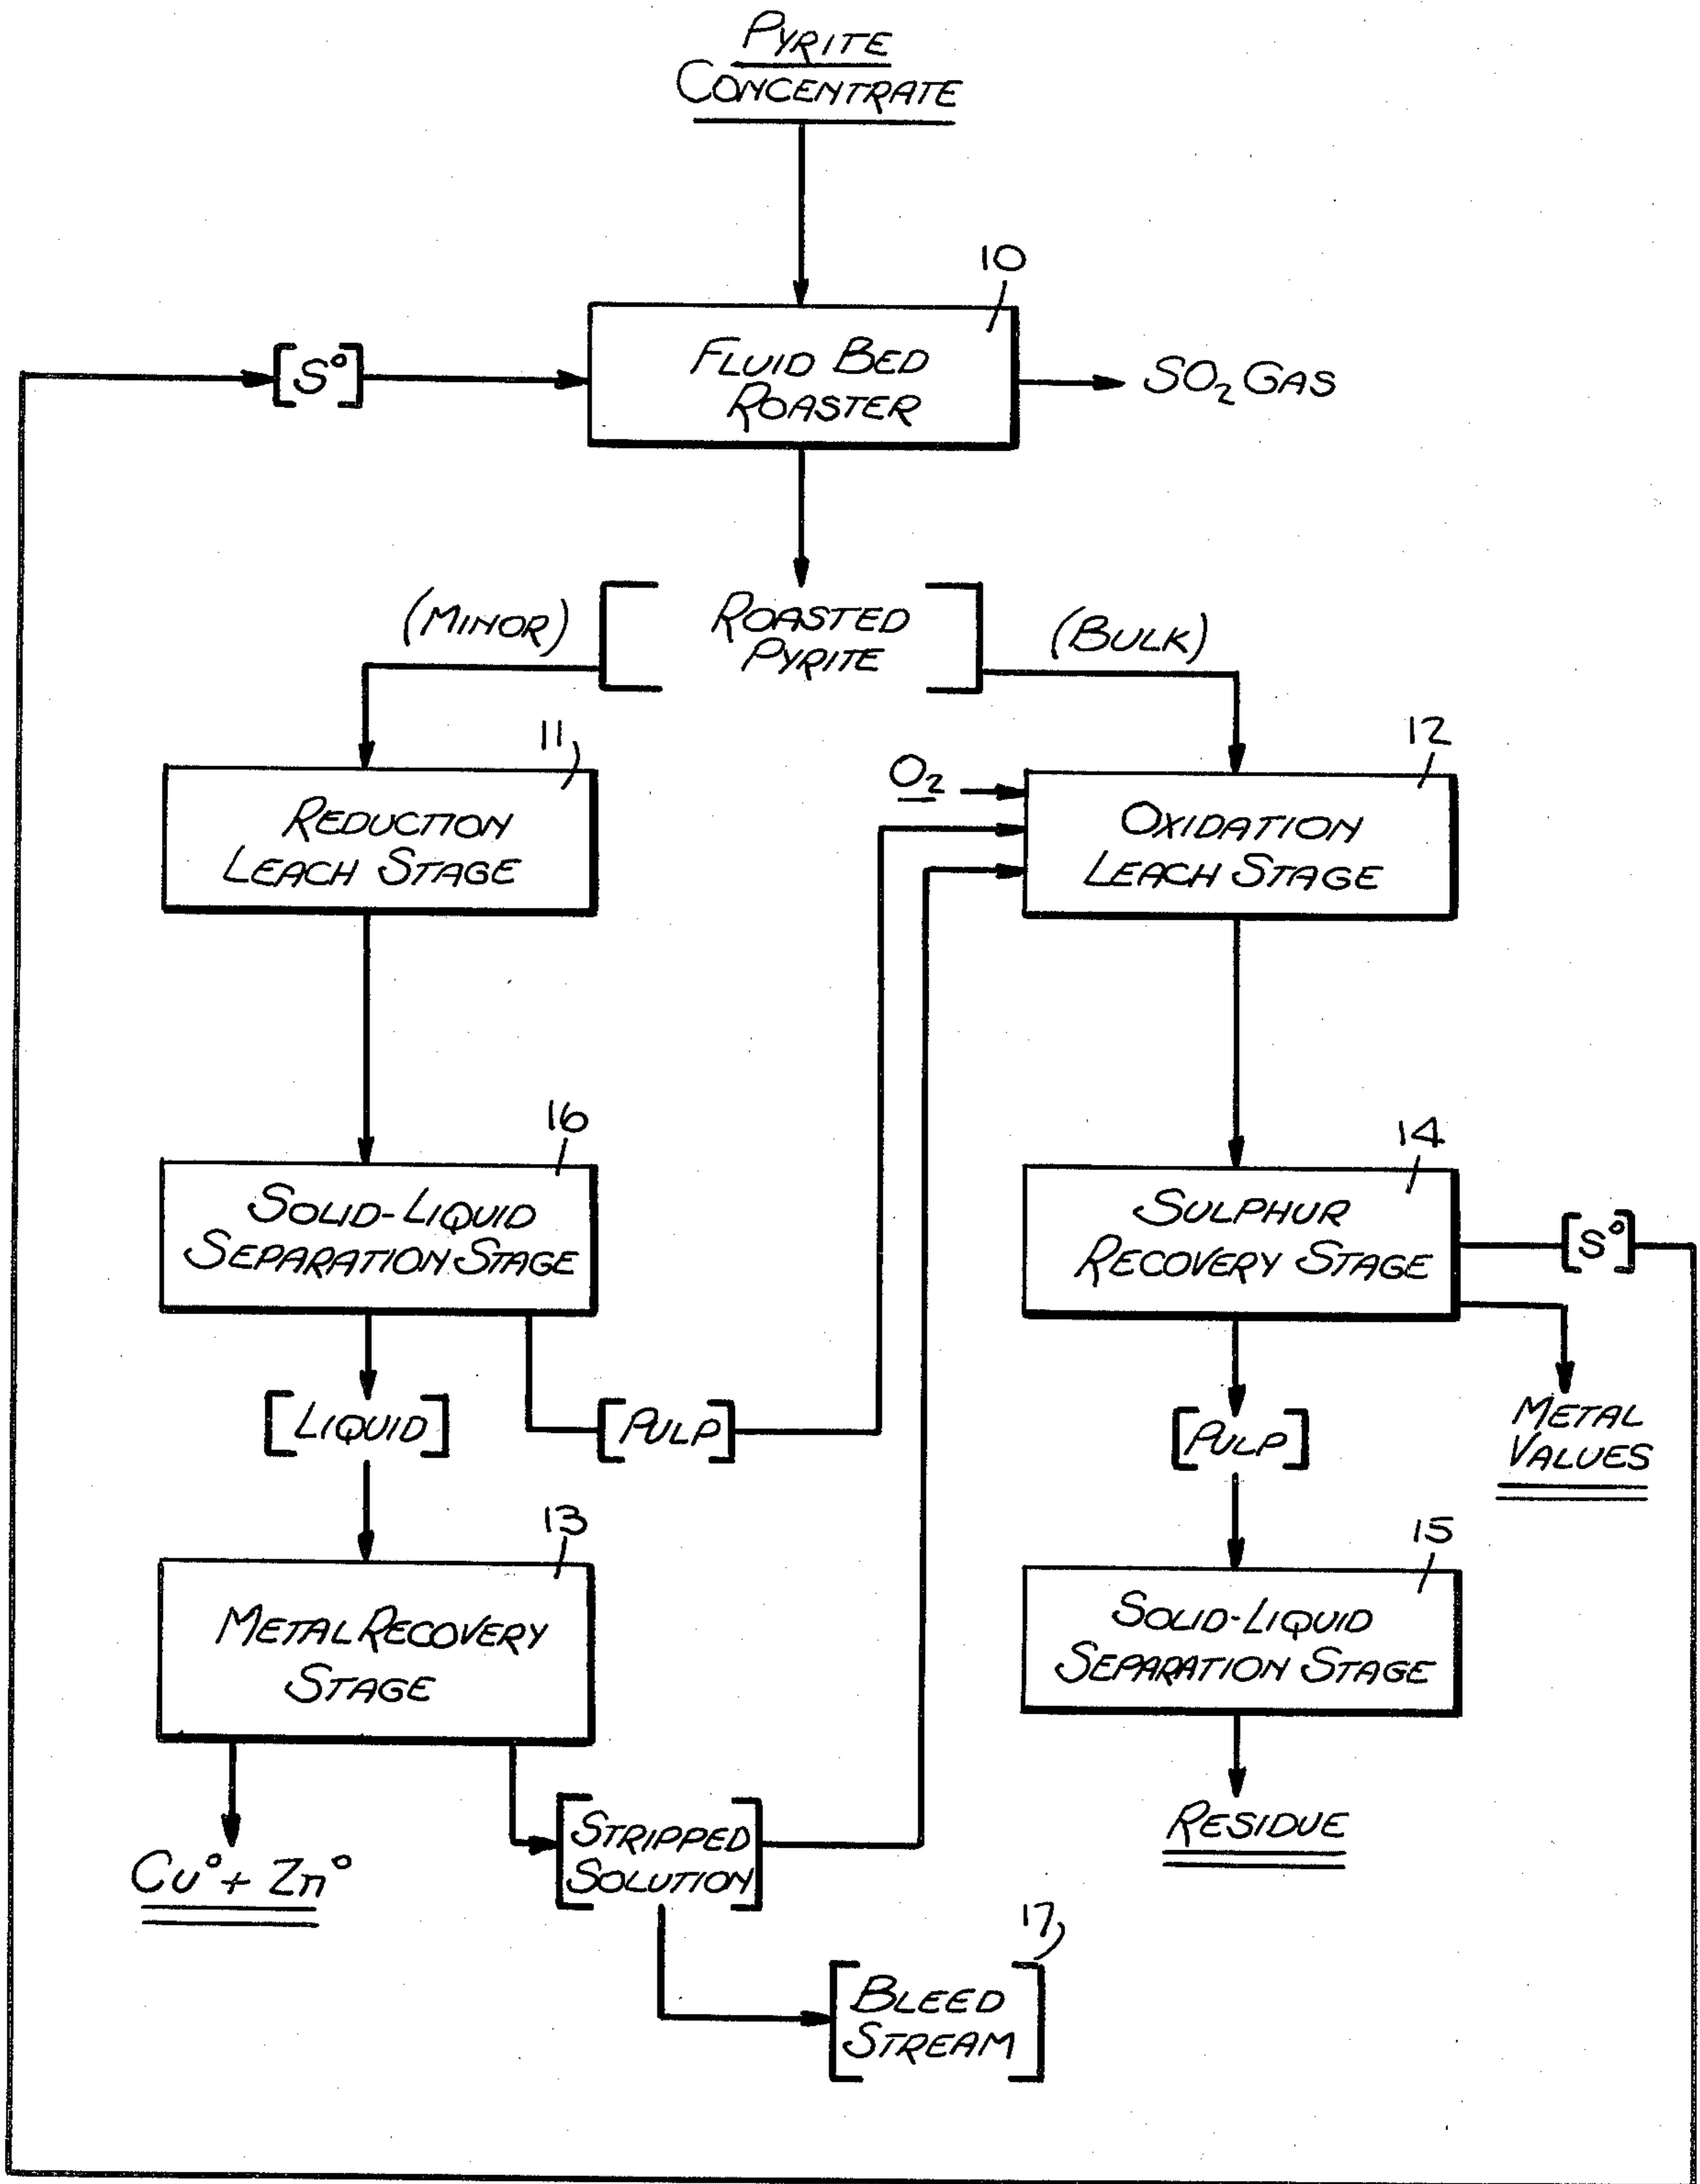 PYRITE
CONCENTRATE
10
[S°]
FLUID BED
ROASTER
SO₂ GAS
(MINOR)
ROASTED
PYRITE
(BULK)
11
O₂
12
REDUCTION
LEACH STAGE
OXIDATION
LEACH STAGE
16
14
SOLID-LIQUID
SEPARATION STAGE
SULPHUR
RECOVERY STAGE
[S°]
[LIQUID]
[PULP]
[PULP]
METAL
VALUES
13
15
METAL RECOVERY
STAGE
SOLID-LIQUID
SEPARATION STAGE
Cu° + Zn°
STRIPPED
SOLUTION
RESIDUE
17
BLEED
STREAM